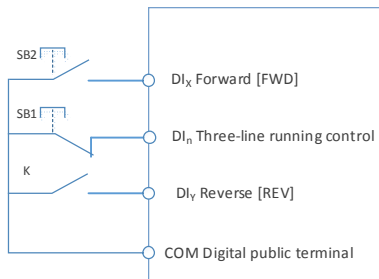 SB2
DIX Forward [FWD]
SB1
DIn Three-line running control
K
DIY Reverse [REV]
COM Digital public terminal